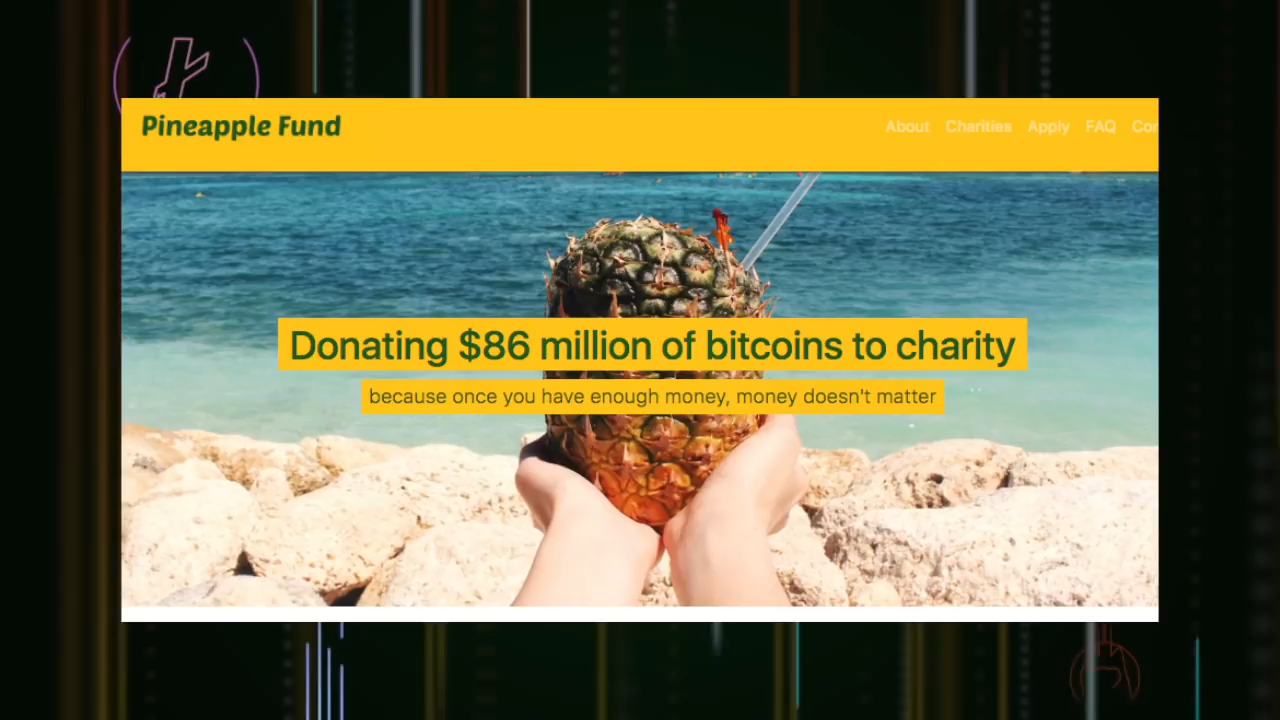 Pineapple Fund
About Charities Apply FAQ
Donating $86 million of bitcoins to charity
because once you have enough money, money doesn't matter